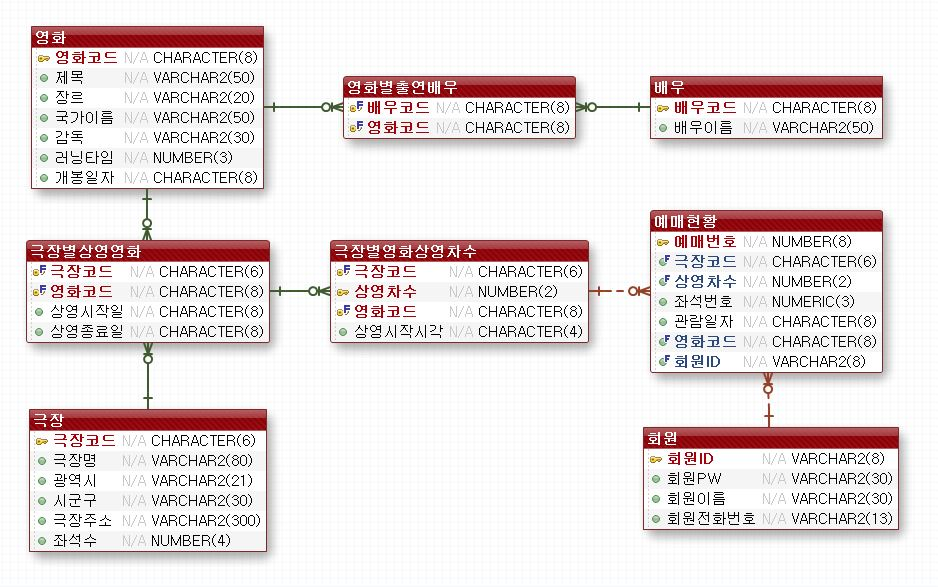 영화
영화코드 N/A CHARACTER(8)
제목 N/A VARCHAR2(50)
장르 N/A VARCHAR2(20)
국가이름 N/A VARCHAR2(50)
감독 N/A VARCHAR2(30)
러닝타임 N/A NUMBER(3)
개봉일자 N/A CHARACTER(8)
영화별출연배우
배우코드 N/A CHARACTER(8)
영화코드 N/A CHARACTER(8)
배우
배우코드 N/A CHARACTER(8)
배우이름 N/A VARCHAR2(50)
극장별상영영화
극장코드 N/A CHARACTER(6)
영화코드 N/A CHARACTER(8)
상영시작일 N/A CHARACTER(8)
상영종료일 N/A CHARACTER(8)
극장별영화상영차수
극장코드 N/A CHARACTER(6)
상영차수 N/A NUMBER(2)
영화코드 N/A CHARACTER(8)
상영시작시각 N/A CHARACTER(4)
예매현황
예매번호 N/A NUMBER(8)
극장코드 N/A CHARACTER(6)
상영차수 N/A NUMBER(2)
좌석번호 N/A NUMERIC(3)
관람일자 N/A CHARACTER(8)
영화코드 N/A CHARACTER(8)
회원ID N/A VARCHAR2(8)
극장
극장코드 N/A CHARACTER(6)
극장명 N/A VARCHAR2(80)
광역시 N/A VARCHAR2(21)
시군구 N/A VARCHAR2(30)
극장주소 N/A VARCHAR2(300)
좌석수 N/A NUMBER(4)
회원
회원ID N/A VARCHAR2(8)
회원PW N/A VARCHAR2(30)
회원이름 N/A VARCHAR2(30)
회원전화번호 N/A VARCHAR2(13)